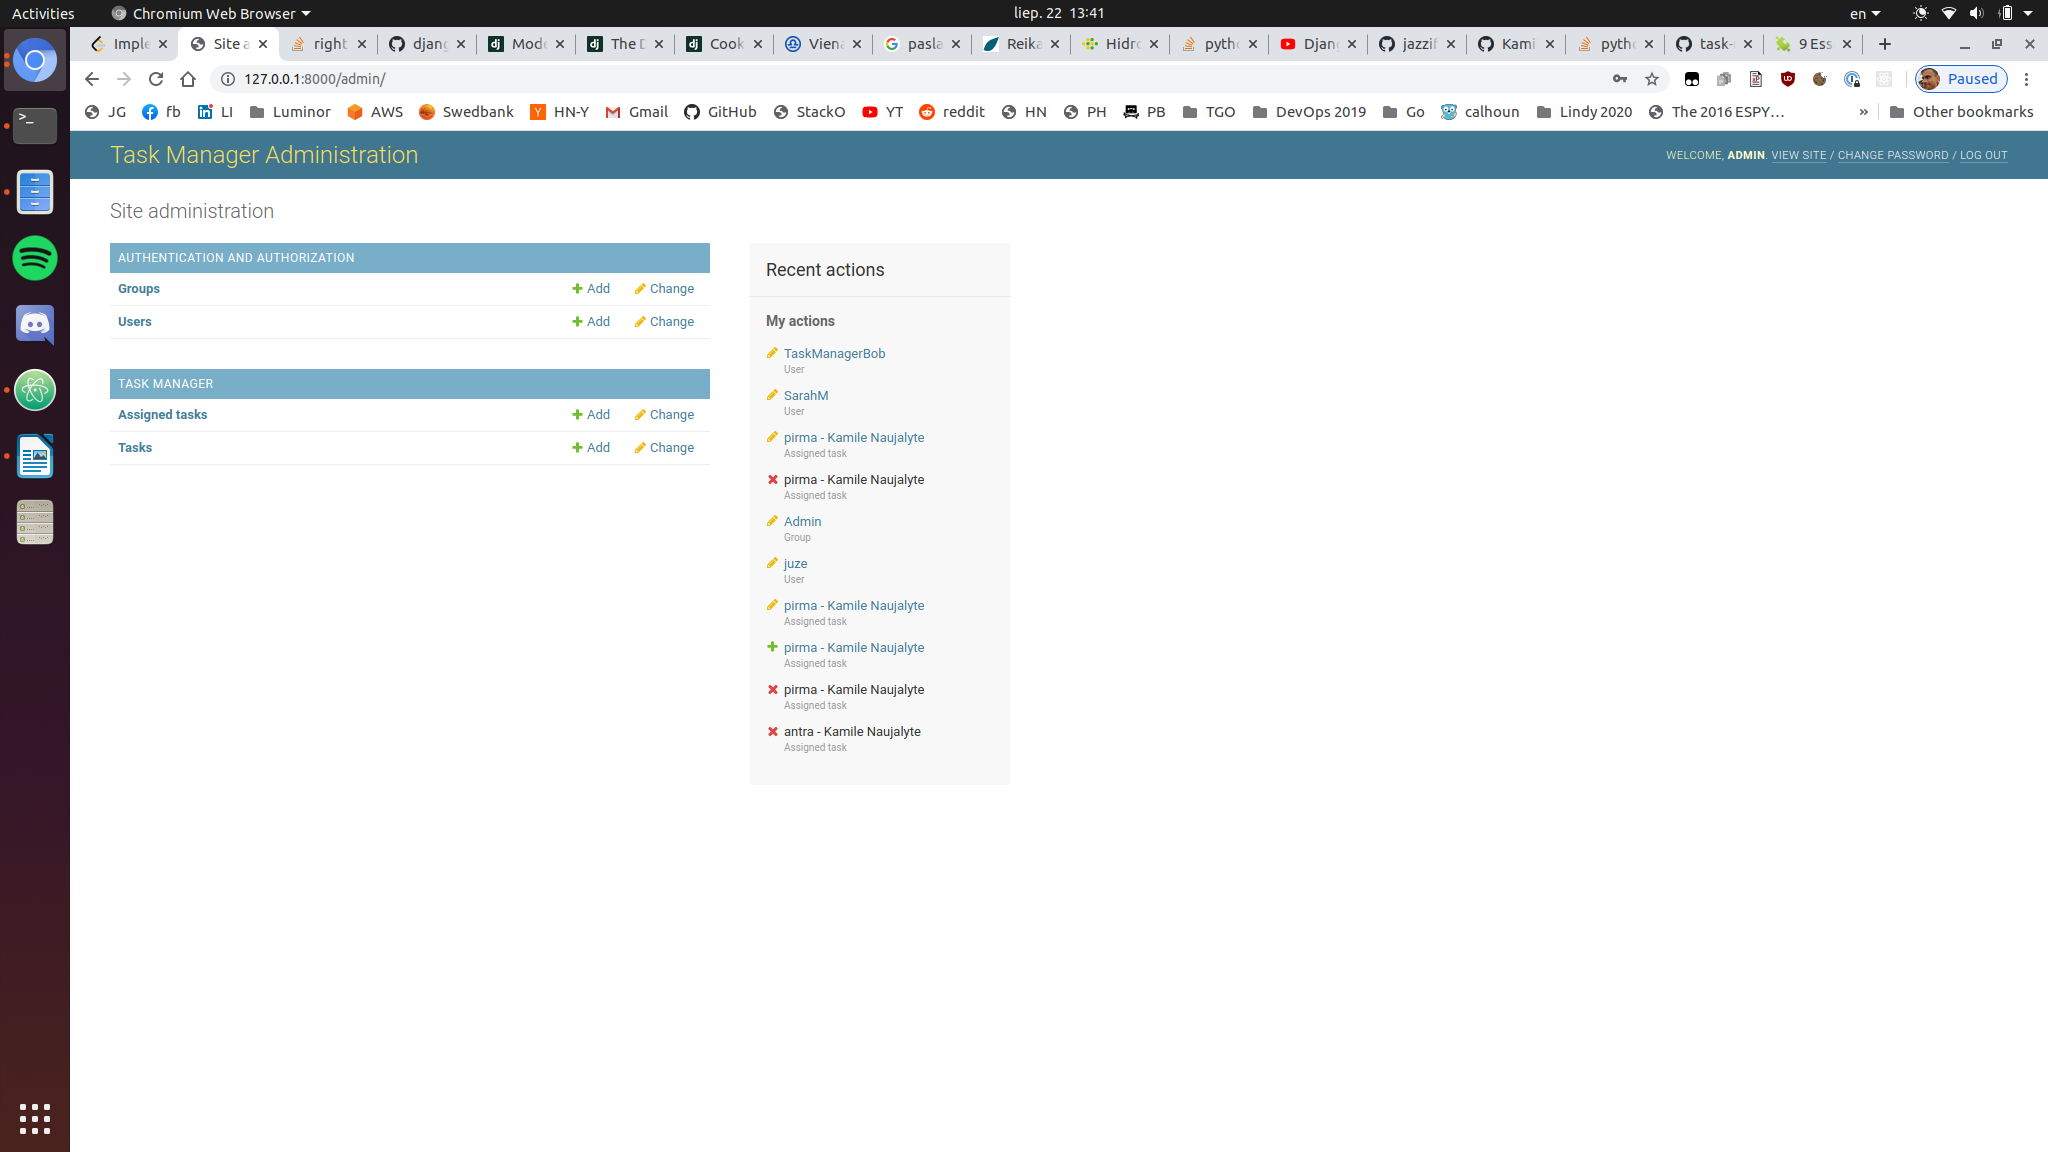 Activities
Chromium Web Browser
liep. 22 13:41
en
Imple
Site a
right
djang
Mode
The D
Cook
Viena
pasla
Reika
Hidro
pytho
Djang
jazzif
Kami
pytho
task-
9 Ess
127.0.0.1:8000/admin/
Paused
JG
fb
LI
Luminor
AWS
Swedbank
HN-Y
Gmail
GitHub
StackO
YT
reddit
HN
PH
PB
TGO
DevOps 2019
Go
calhoun
Lindy 2020
The 2016 ESPY...
»
Other bookmarks
Task Manager Administration
WELCOME, ADMIN. VIEW SITE / CHANGE PASSWORD / LOG OUT
Site administration
AUTHENTICATION AND AUTHORIZATION
Groups Add Change
Users Add Change
TASK MANAGER
Assigned tasks Add Change
Tasks Add Change
Recent actions
My actions
TaskManagerBob
User
SarahM
User
pirma - Kamile Naujalyte
Assigned task
pirma - Kamile Naujalyte
Assigned task
Admin
Group
juze
User
pirma - Kamile Naujalyte
Assigned task
pirma - Kamile Naujalyte
Assigned task
pirma - Kamile Naujalyte
Assigned task
antra - Kamile Naujalyte
Assigned task